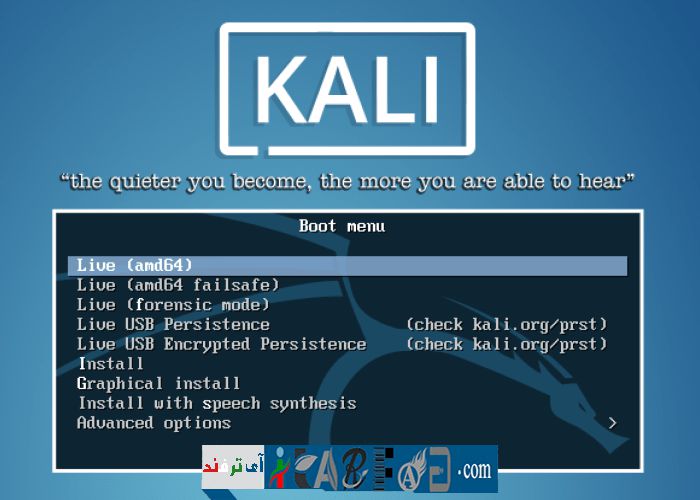 KALI
“the quieter you become, the more you are able to hear”
Boot menu
Live (amd64)
Live (amd64 failsafe)
Live (forensic mode)
Live USB Persistence (check kali.org/prst)
Live USB Encrypted Persistence (check kali.org/prst)
Install
Graphical install
Install with speech synthesis
Advanced options >
آی ترفند
.com